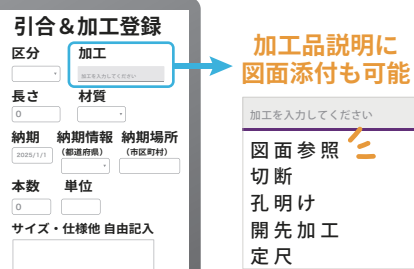 引合＆加工登録
区分 加工
加工を入力してください
長さ 材質
0
納期 納期情報 納期場所
（都道府県） （市区町村）
2025/1/1
本数 単位
0
サイズ・仕様他 自由記入
加工品説明に
図面添付も可能
加工を入力してください
図面参照
切断
孔明け
開先加工
定尺